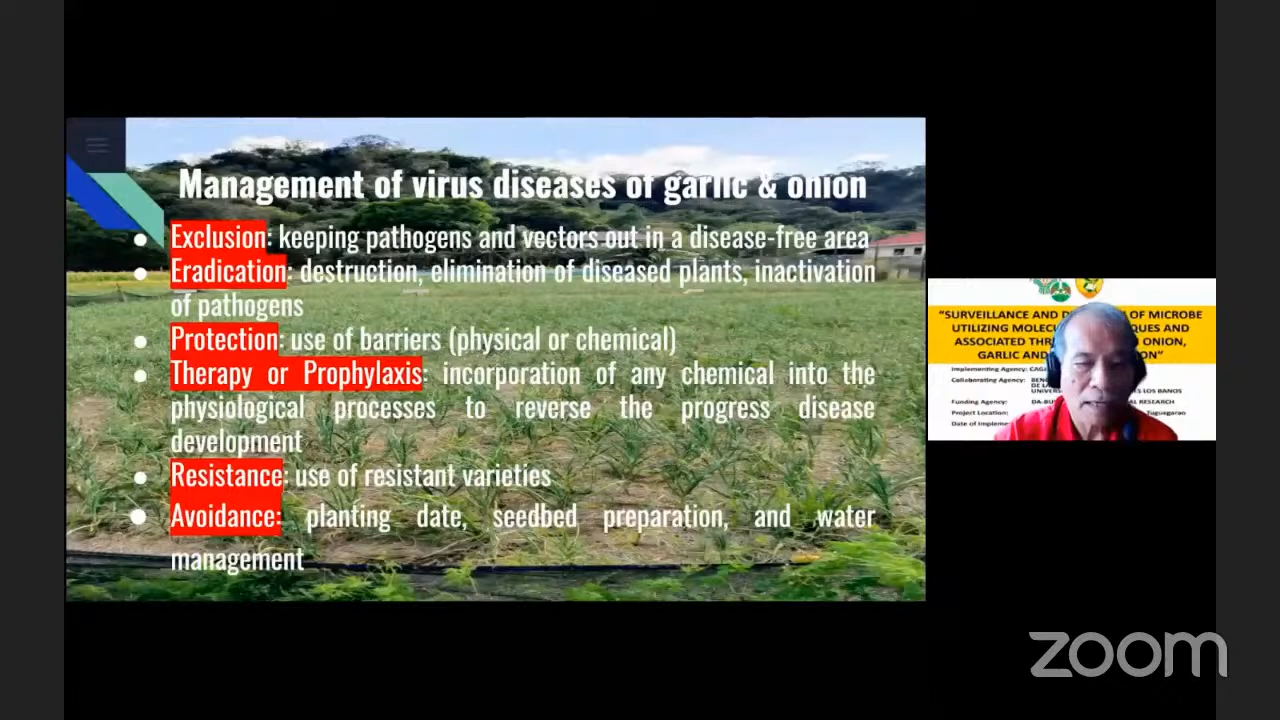 Management of virus diseases of garlic & onion
Exclusion: keeping pathogens and vectors out in a disease-free area
Eradication: destruction, elimination of diseased plants, inactivation
of pathogens
Protection: use of barriers (physical or chemical)
Therapy or Prophylaxis: incorporation of any chemical into the
physiological processes to reverse the progress disease
development
Resistance: use of resistant varieties
Avoidance: planting date, seedbed preparation, and water
management
“SURVEILLANCE AND OF MICROBE
UTILIZING AND
ASSOCIATED ONION,
GARLIC AND
Implementing Agency:
Collaborating Agency:
DE LA
LOS BANOS
Funding Agency: RESEARCH
Project Location: Tuguegarao
Date of
zoom